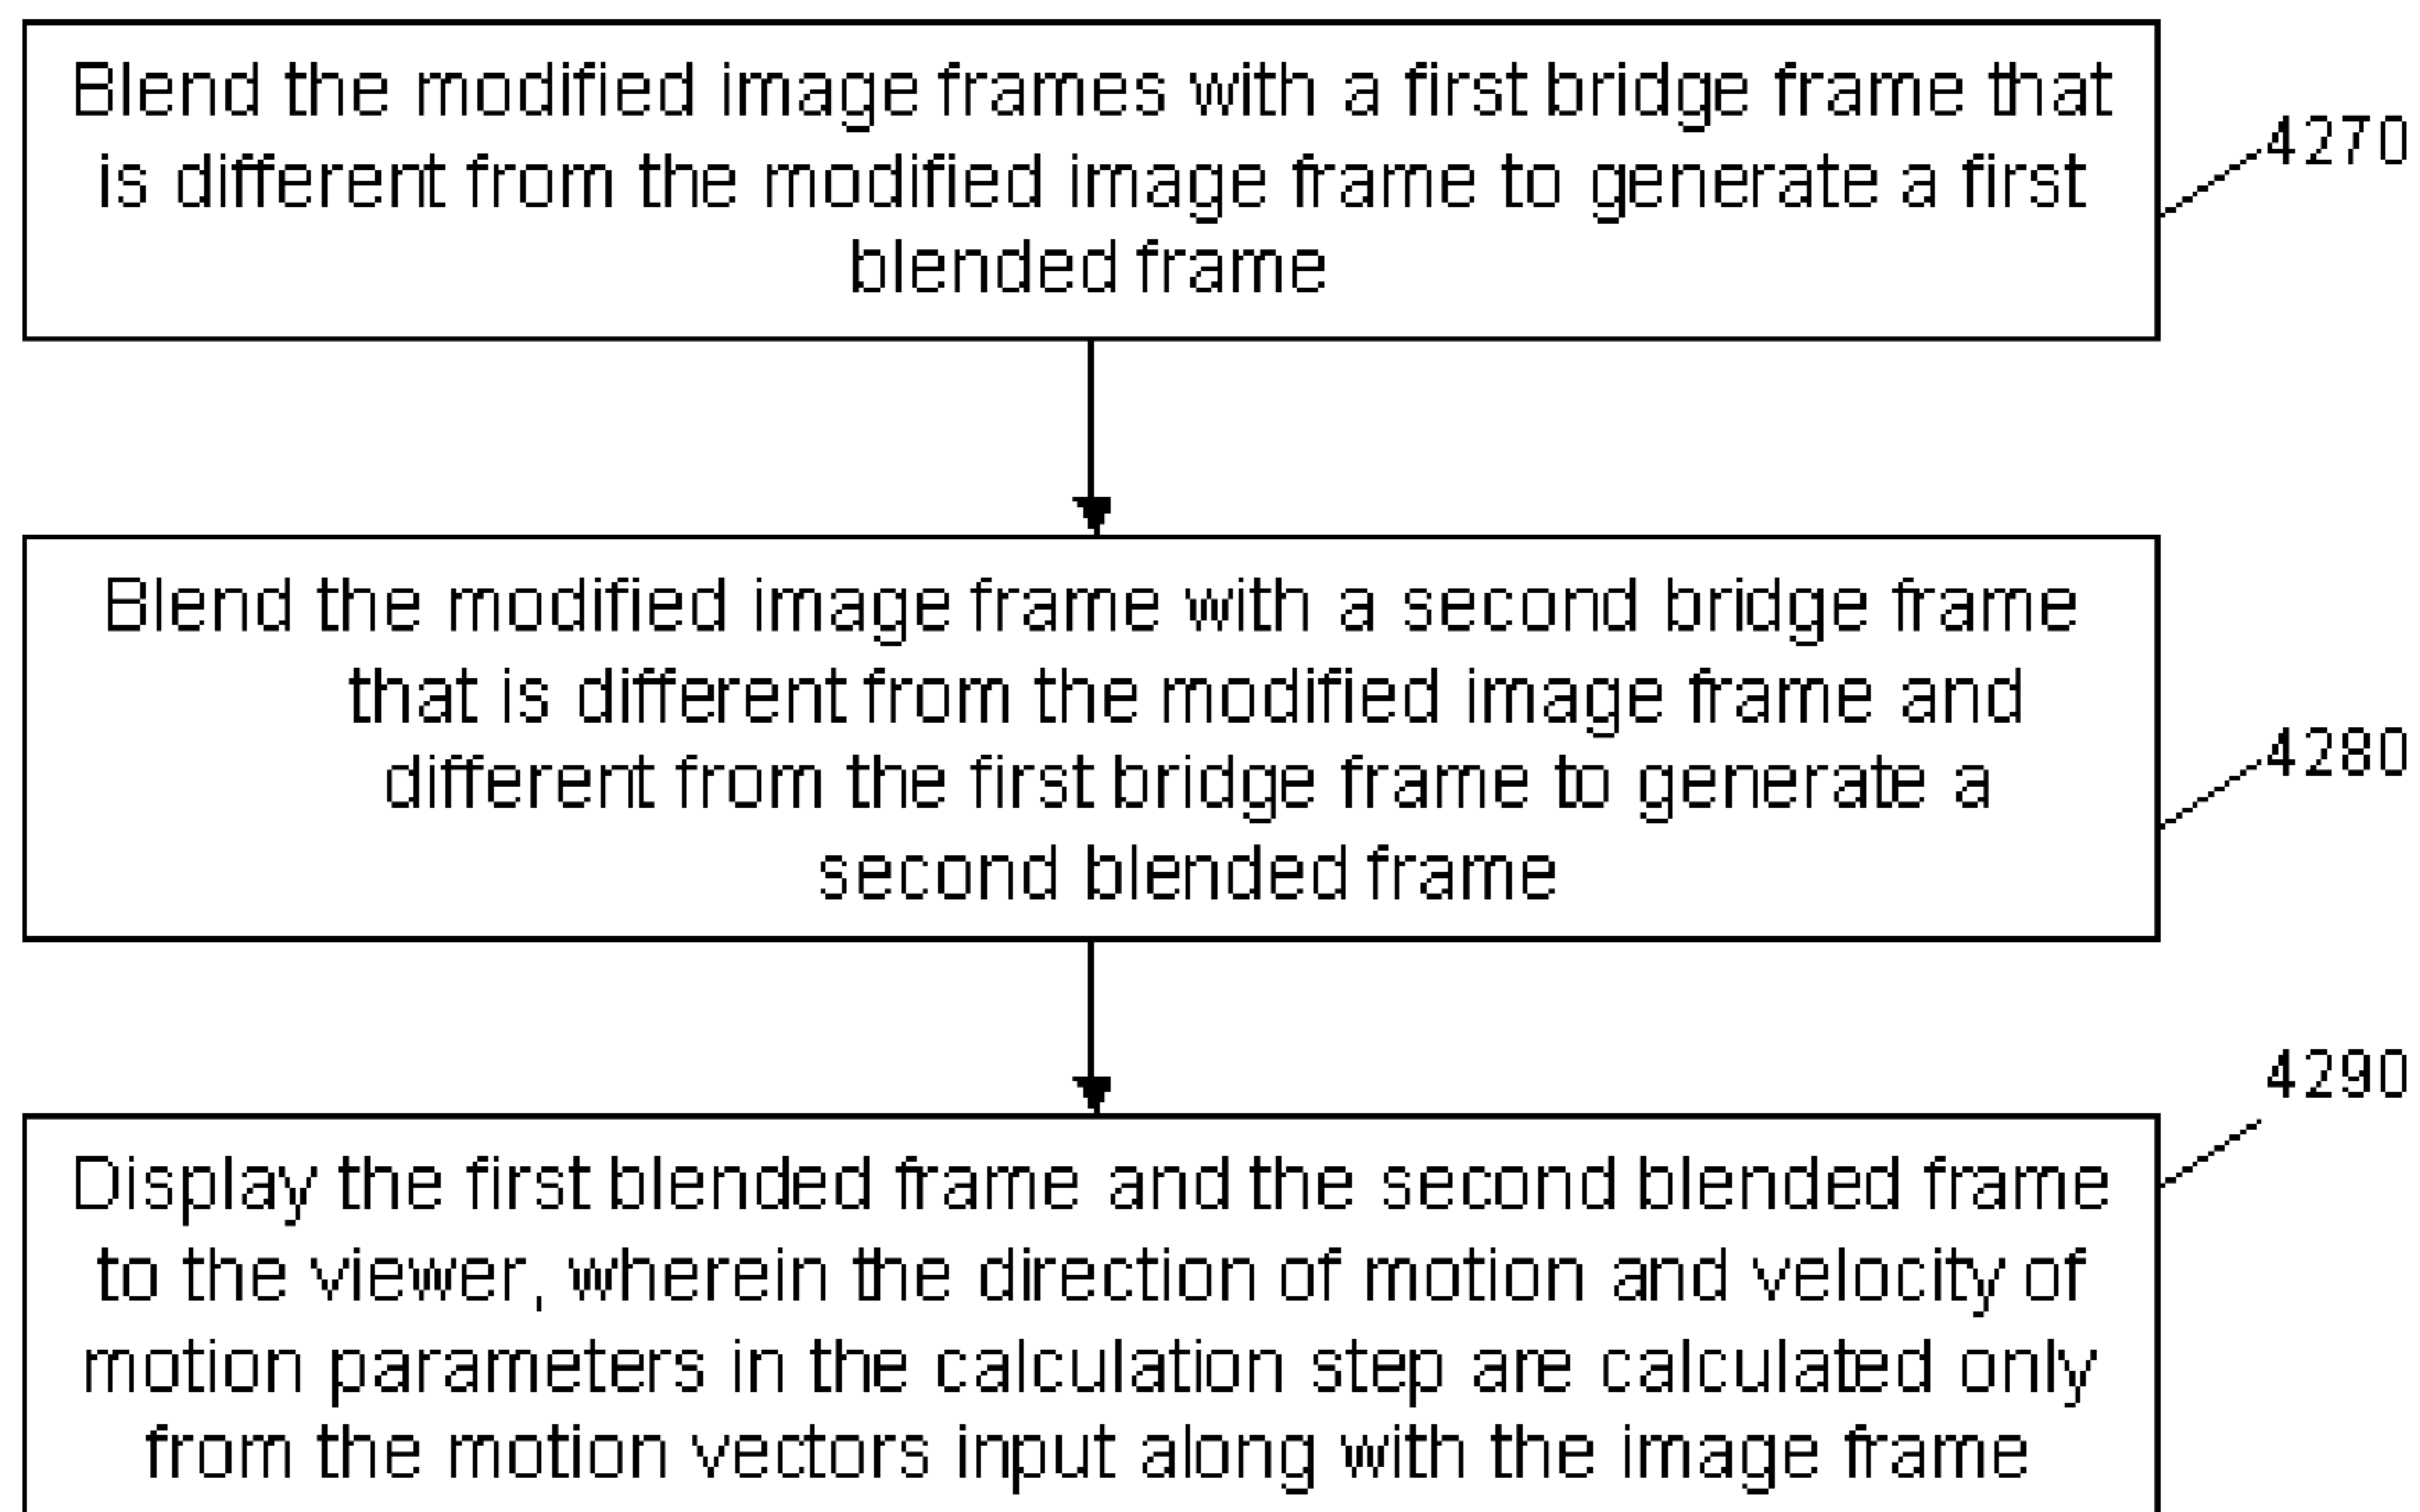 Blend the modified image frames with a first bridge frame that
is different from the modified image frame to generate a first
blended frame
4270
Blend the modified image frame with a second bridge frame
that is different from the modified image frame and
different from the first bridge frame to generate a
second blended frame
4280
4290
Display the first blended frame and the second blended frame
to the viewer, wherein the direction of motion and velocity of
motion parameters in the calculation step are calculated only
from the motion vectors input along with the image frame